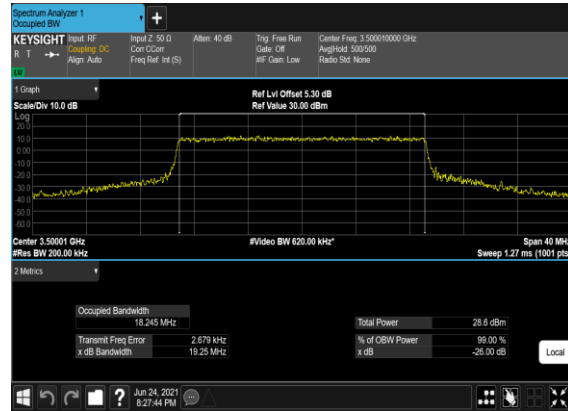 Spectrum Analyzer 1
Occupied BW
+
KEYSIGHT Input: RF Input Z: 50 Ω Atten: 40 dB Trig: Free Run Center Freq: 3.500010000 GHz
R T Coupling: DC Corr CCorr Gate: Off Avg|Hold: 500/500
Align: Auto Freq Ref: Int (S) #IF Gain: Low Radio Std: None
1 Graph Ref Lvl Offset 5.30 dB
Scale/Div 10.0 dB Ref Value 30.00 dBm
Log
20.0
10.0
0.00
-10.0
-20.0
-30.0
-40.0
-50.0
-60.0
Center 3.50001 GHz #Video BW 620.00 kHz* Span 40 MHz
#Res BW 200.00 kHz Sweep 1.27 ms (1001 pts
2 Metrics
Occupied Bandwidth
18.245 MHz Total Power 28.6 dBm
Transmit Freq Error 2.679 kHz % of OBW Power 99.00 %
x dB Bandwidth 19.25 MHz x dB -26.00 dB
Local
? Jun 24, 2021
8:27:44 PM